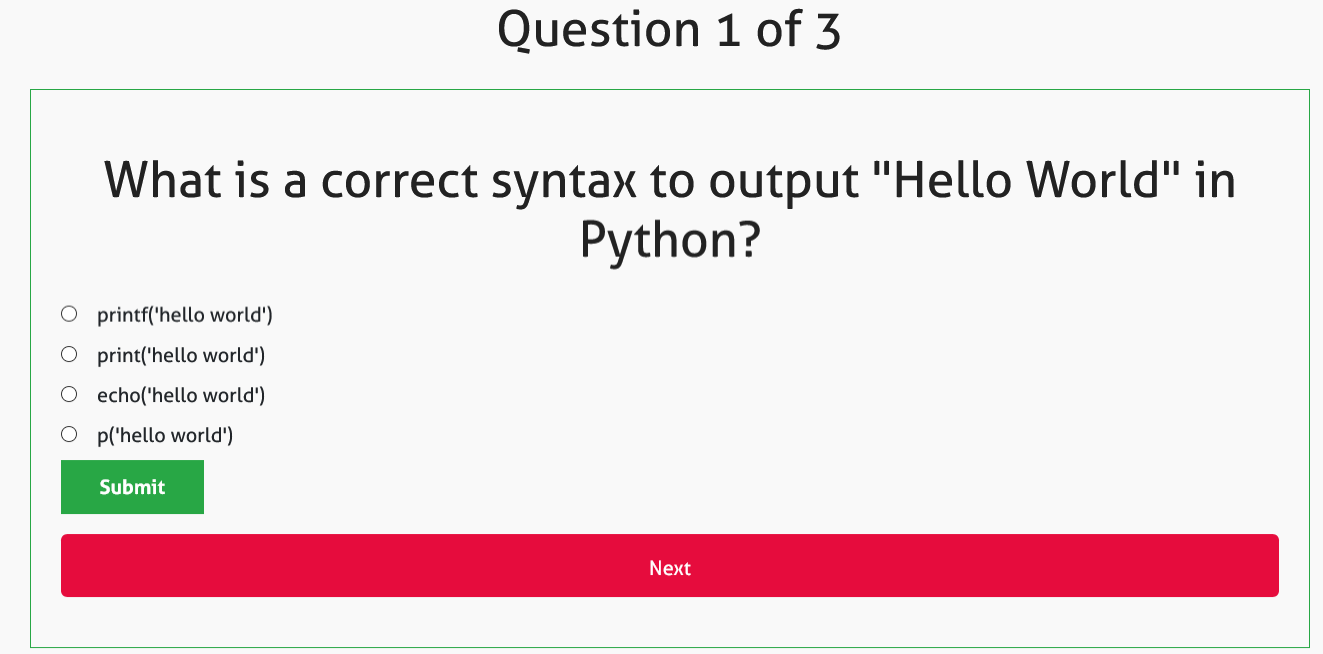 Question 1 of 3
What is a correct syntax to output "Hello World" in
Python?
printf('hello world')
print('hello world')
echo('hello world')
p('hello world')
Submit
Next